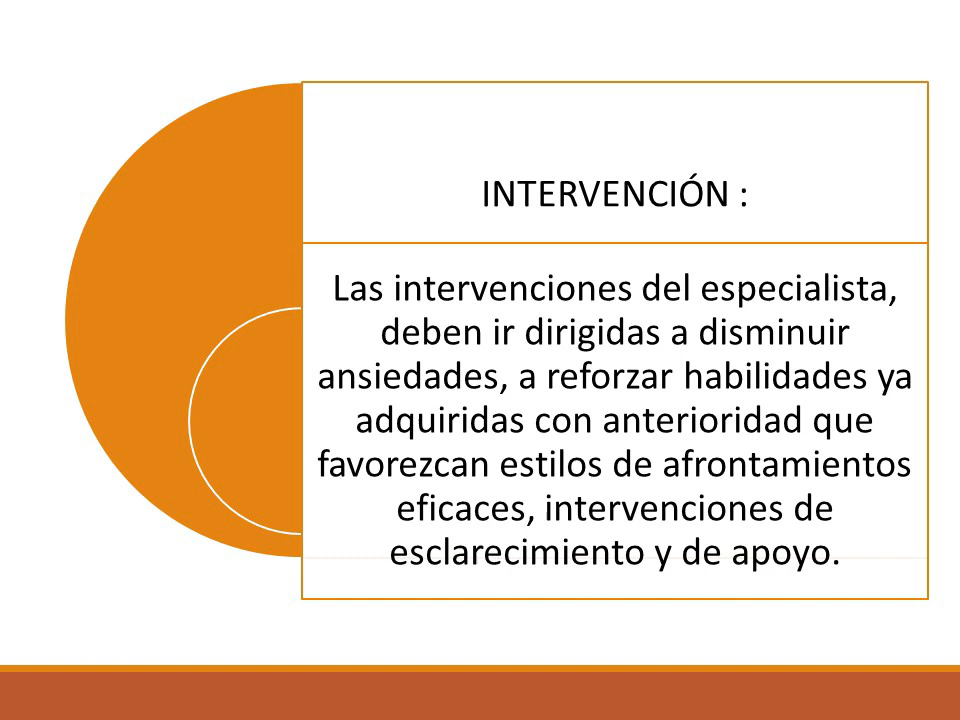 INTERVENCIÓN :
Las intervenciones del especialista,
deben ir dirigidas a disminuir
ansiedades, a reforzar habilidades ya
adquiridas con anterioridad que
favorezcan estilos de afrontamientos
eficaces, intervenciones de
esclarecimiento y de apoyo.